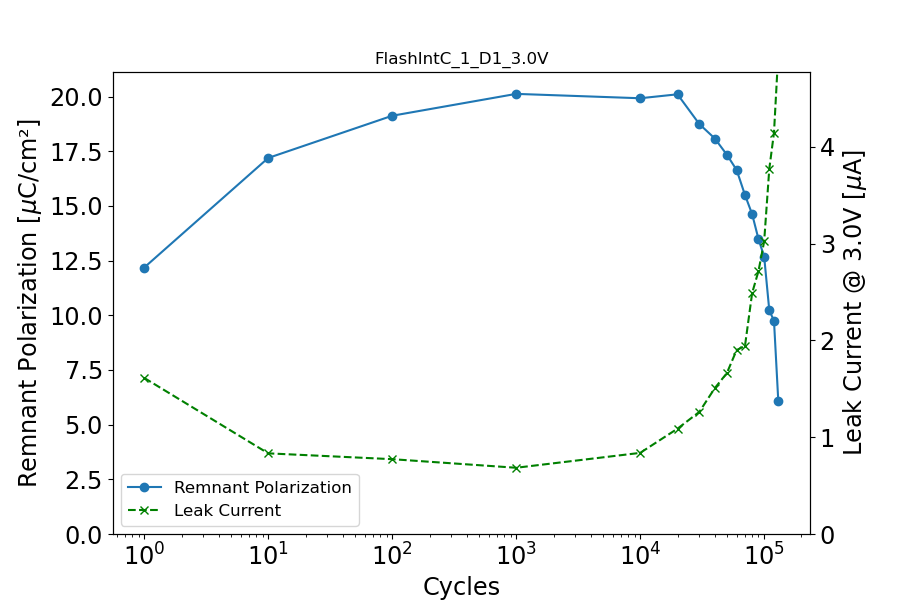 FlashIntC_1_D1_3.0V
Remnant Polarization [μC/cm²]
20.0
17.5
15.0
12.5
10.0
7.5
5.0
2.5
0.0
Leak Current @ 3.0V [μA]
4
3
2
1
0
Remnant Polarization
Leak Current
10⁰ 10¹ 10² 10³ 10⁴ 10⁵
Cycles